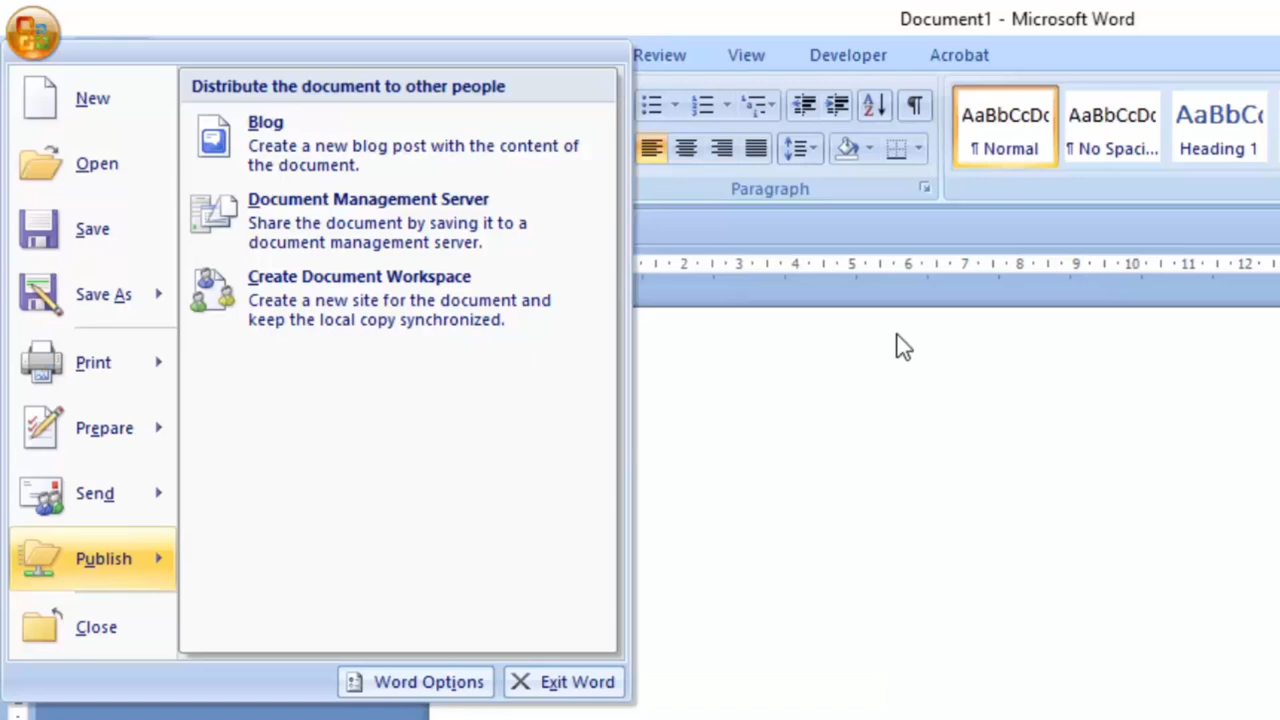 Document1 - Microsoft Word
Review View Developer Acrobat
New
Open
Save
Save As
Print
Prepare
Send
Publish
Close
Distribute the document to other people
Blog
Create a new blog post with the content of
the document.
Document Management Server
Share the document by saving it to a
document management server.
Create Document Workspace
Create a new site for the document and
keep the local copy synchronized.
Word Options
Exit Word
AaBbCcDc AaBbCcDc AaBbCc
¶ Normal ¶ No Spaci... Heading 1
Paragraph
2 3 4 5 6 7 8 9 10 11 12